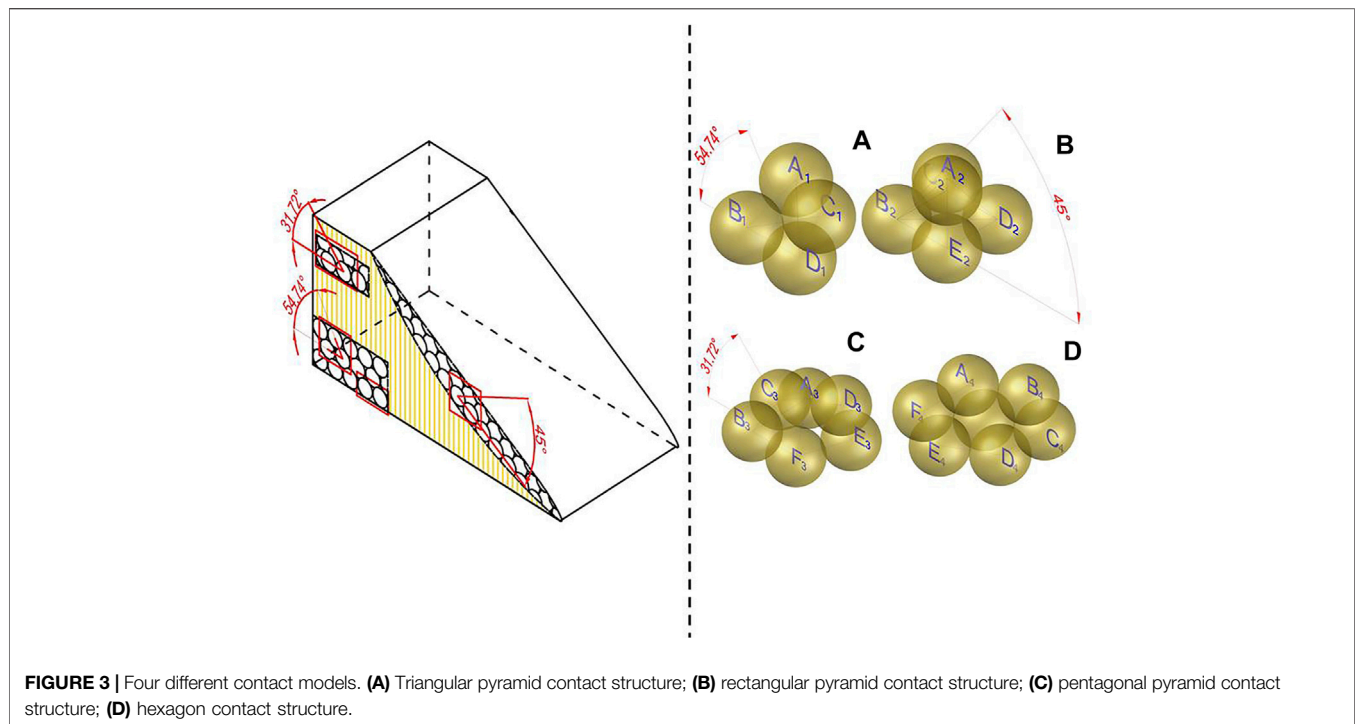 31.72°
54.74°
45°
54.74°
A
B
A₁
B₁
C₁
D₁
A₂
B₂
D₂
E₂
45°
31.72°
C
D
C₃
A₃
D₃
B₃
E₃
F₃
A₄
B₄
F₄
C₄
E₄
D₄
FIGURE 3 | Four different contact models. (A) Triangular pyramid contact structure; (B) rectangular pyramid contact structure; (C) pentagonal pyramid contact
structure; (D) hexagon contact structure.